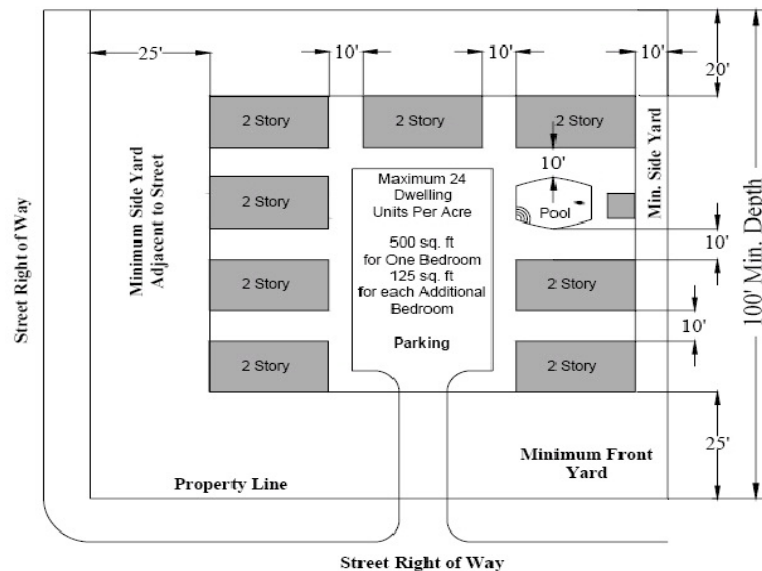 25'
10'
10'
10'
20'
2 Story
2 Story
2 Story
Minimum Side Yard
Adjacent to Street
Street Right of Way
2 Story
Maximum 24
Dwelling
Units Per Acre
500 sq. ft
for One Bedroom
125 sq. ft
for each Additional
Bedroom
Parking
10'
Pool
Min. Side Yard
10'
100' Min. Depth
2 Story
2 Story
10'
2 Story
2 Story
25'
Minimum Front
Yard
Property Line
Street Right of Way